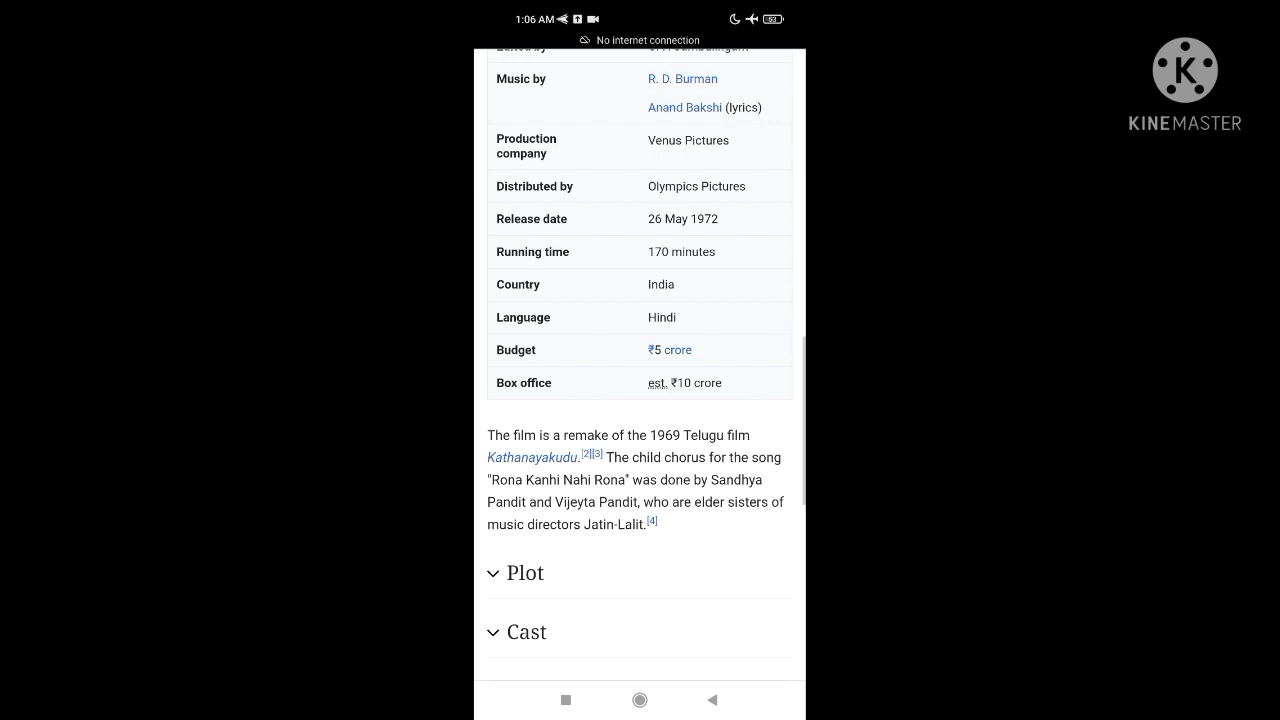 1:06 AM
53
No internet connection
Music by R. D. Burman
Anand Bakshi (lyrics)
Production company Venus Pictures
Distributed by Olympics Pictures
Release date 26 May 1972
Running time 170 minutes
Country India
Language Hindi
Budget ₹5 crore
Box office est. ₹10 crore
The film is a remake of the 1969 Telugu film
Kathanayakudu.[2][3] The child chorus for the song
"Rona Kanhi Nahi Rona" was done by Sandhya
Pandit and Vijeyta Pandit, who are elder sisters of
music directors Jatin-Lalit.[4]
Plot
Cast
K
KINEMASTER